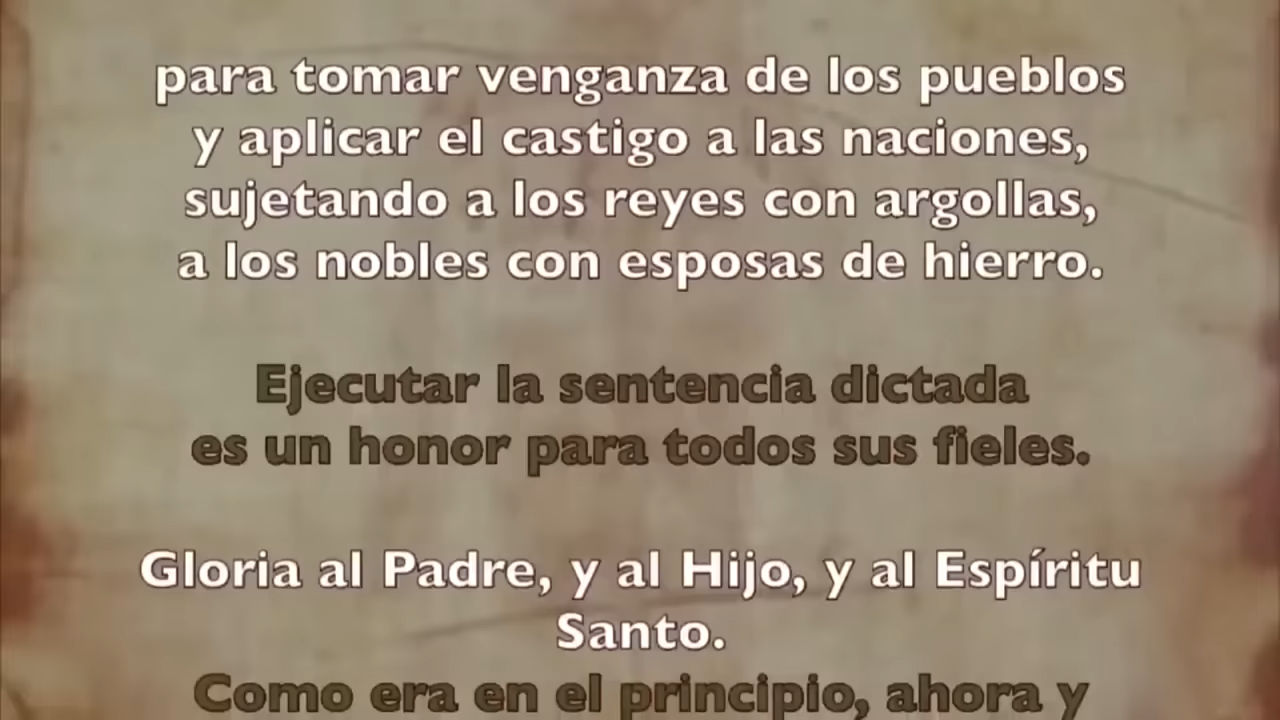 para tomar venganza de los pueblos
y aplicar el castigo a las naciones,
sujetando a los reyes con argollas,
a los nobles con esposas de hierro.
Ejecutar la sentencia dictada
es un honor para todos sus fieles.
Gloria al Padre, y al Hijo, y al Espíritu
Santo.
Como era en el principio, ahora y